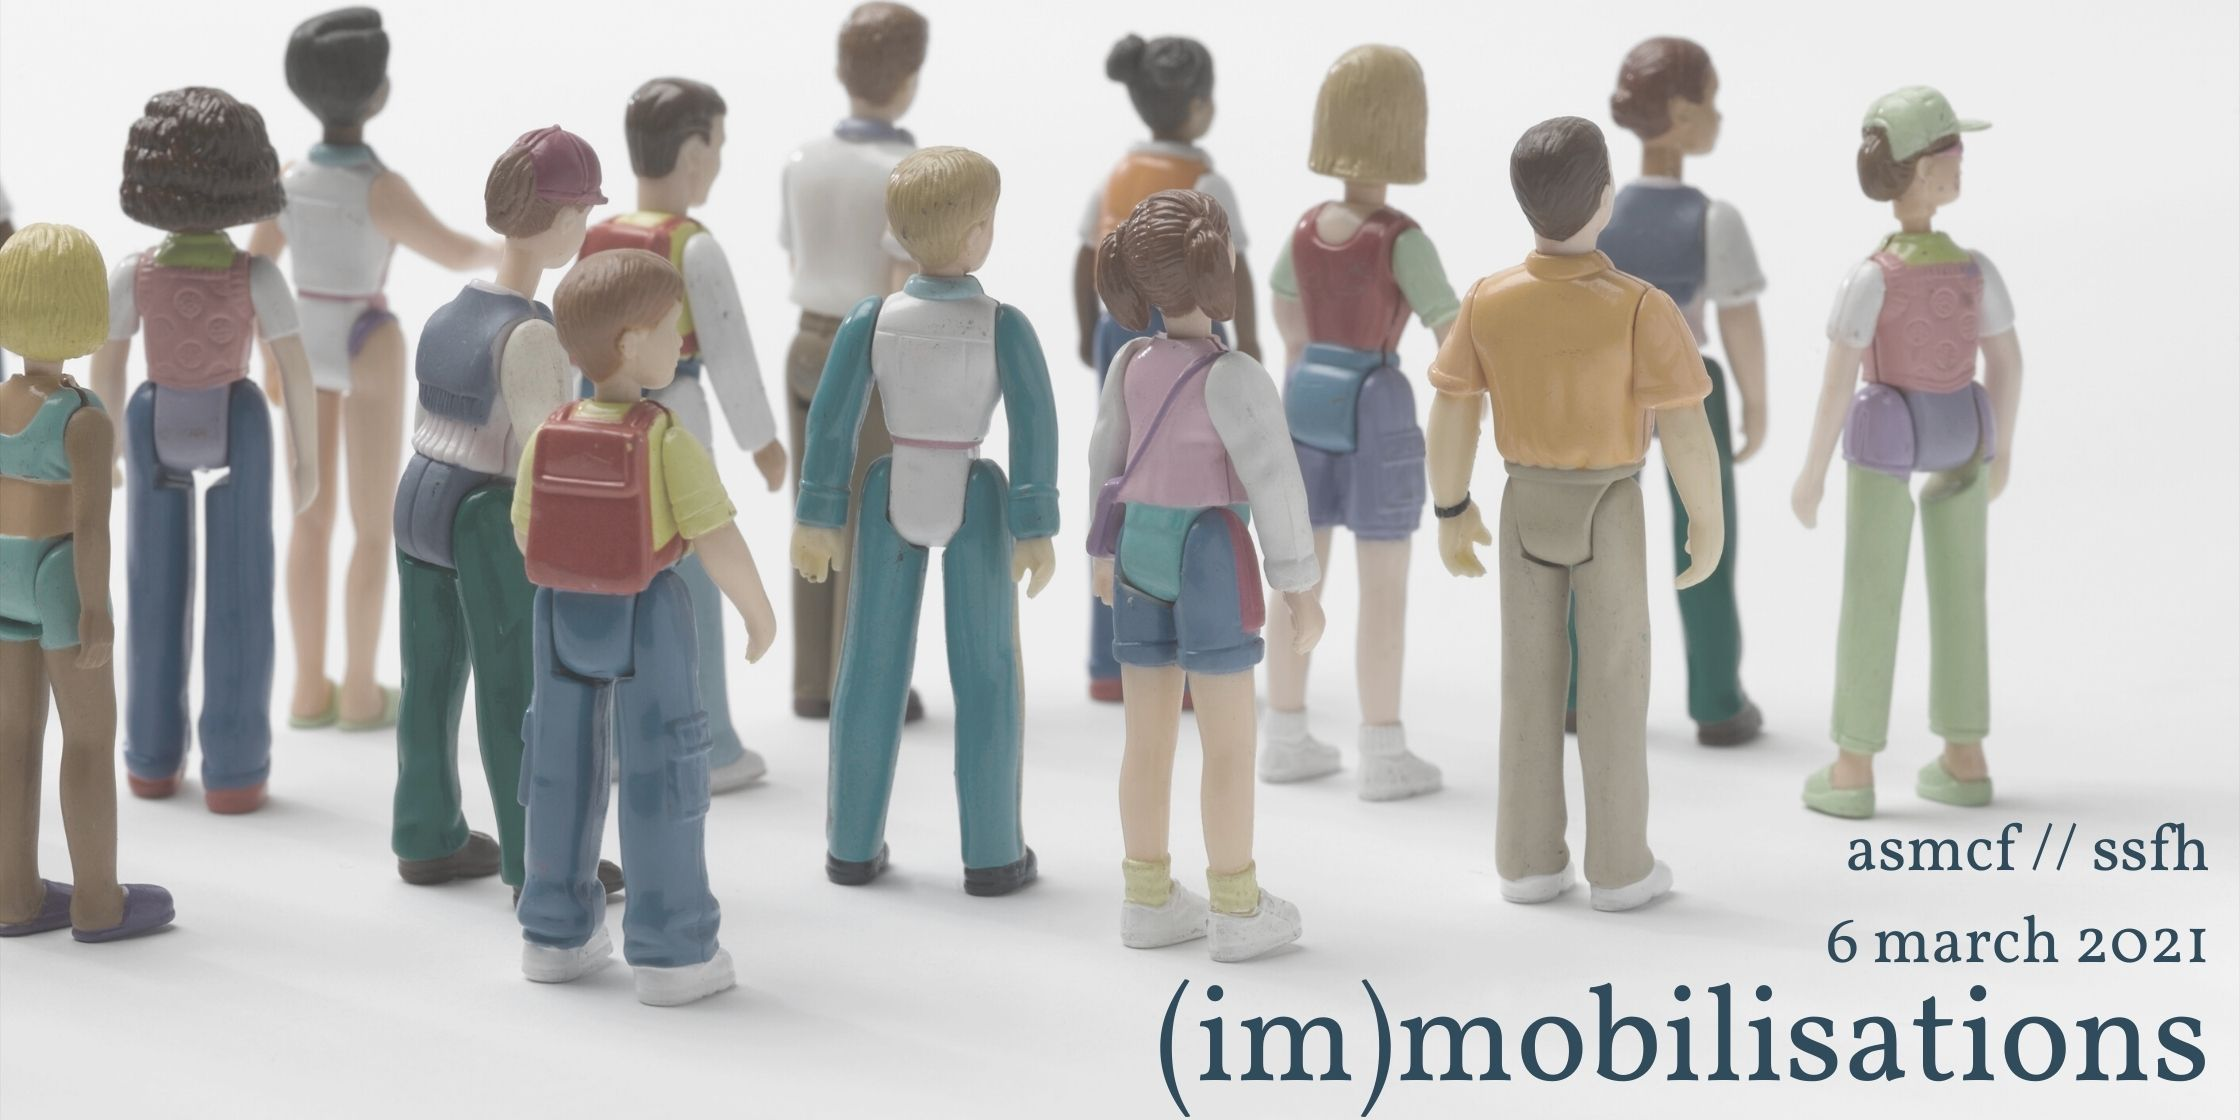 asmcf // ssfh
6 march 2021
(im)mobilisations